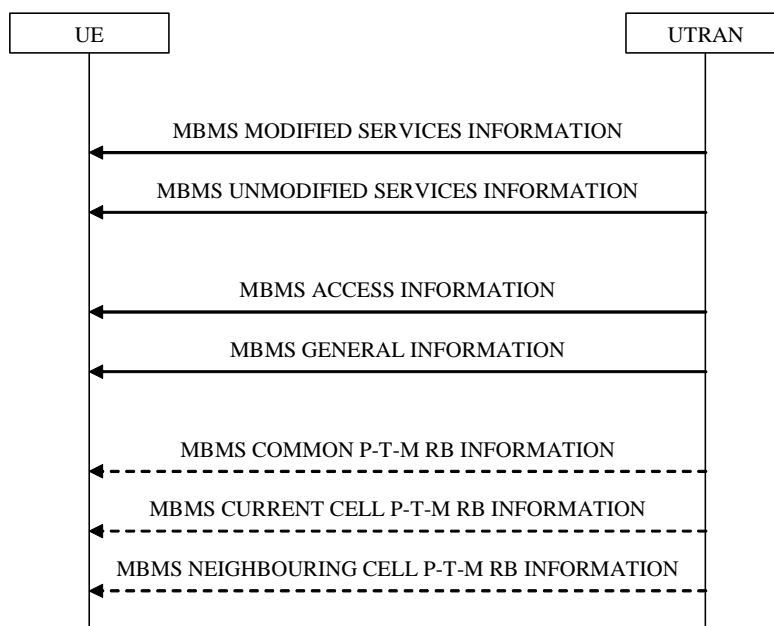 UE
UTRAN
MBMS MODIFIED SERVICES INFORMATION
MBMS UNMODIFIED SERVICES INFORMATION
MBMS ACCESS INFORMATION
MBMS GENERAL INFORMATION
MBMS COMMON P-T-M RB INFORMATION
MBMS CURRENT CELL P-T-M RB INFORMATION
MBMS NEIGHBOURING CELL P-T-M RB INFORMATION